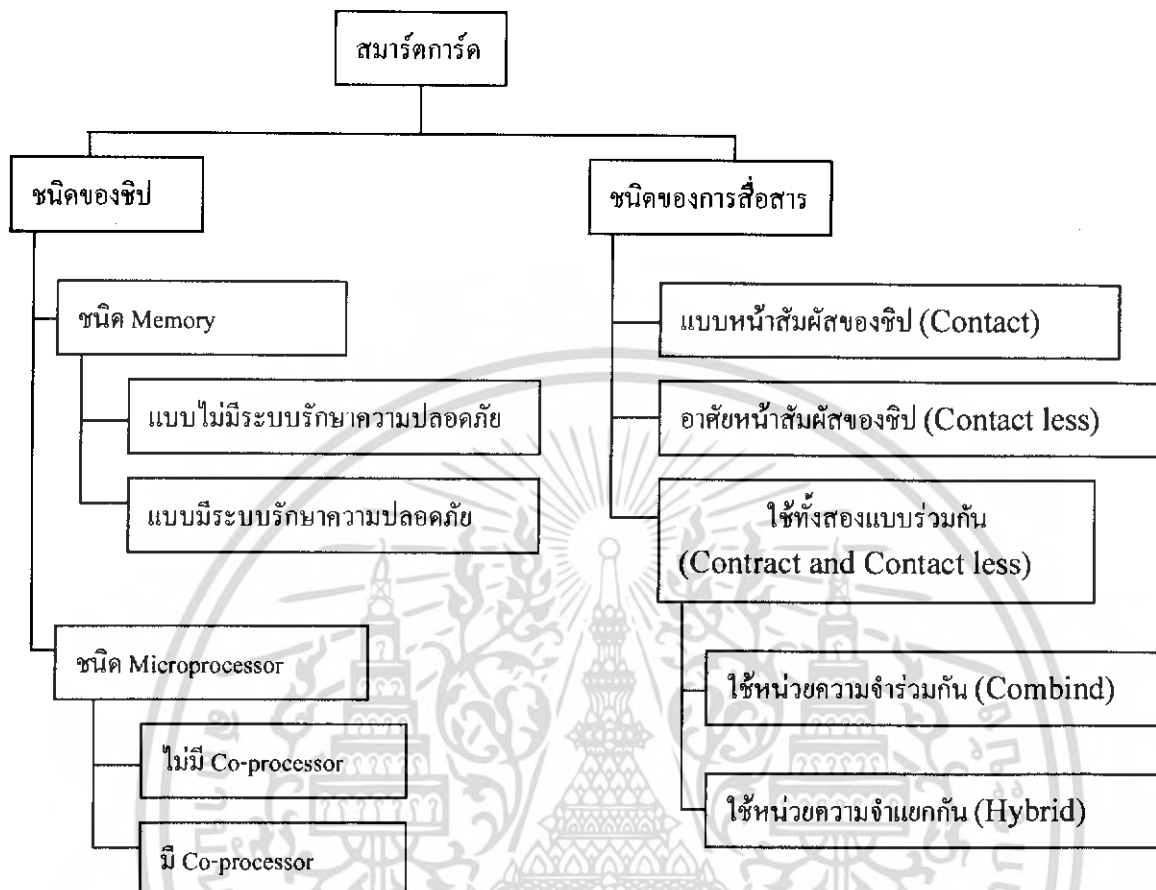 สมาร์ตการ์ด
ชนิดของชิป
ชนิด Memory
แบบไม่มีระบบรักษาความปลอดภัย
แบบมีระบบรักษาความปลอดภัย
ชนิด Microprocessor
ไม่มี Co-processor
มี Co-processor
ชนิดของการสื่อสาร
แบบหน้าสัมผัสของชิป (Contact)
อาศัยหน้าสัมผัสของชิป (Contact less)
ใช้ทั้งสองแบบร่วมกัน
(Contract and Contact less)
ใช้หน่วยความจำร่วมกัน (Combind)
ใช้หน่วยความจำแยกกัน (Hybrid)